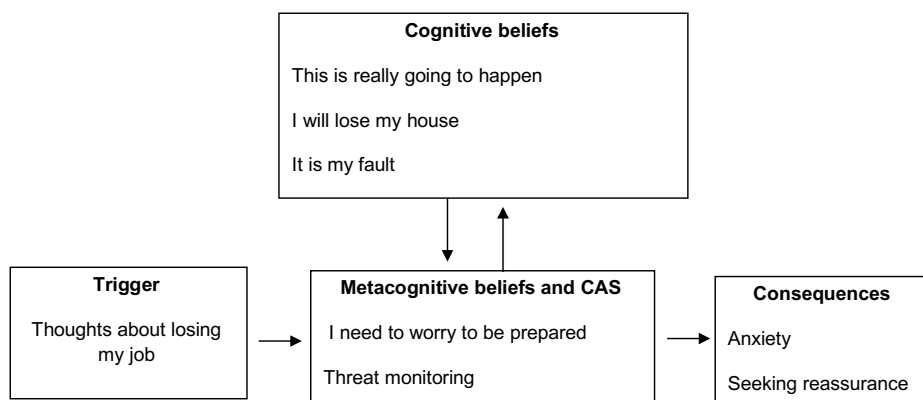 Cognitive beliefs
This is really going to happen
I will lose my house
It is my fault
Trigger
Thoughts about losing
my job
Metacognitive beliefs and CAS
I need to worry to be prepared
Threat monitoring
Consequences
Anxiety
Seeking reassurance